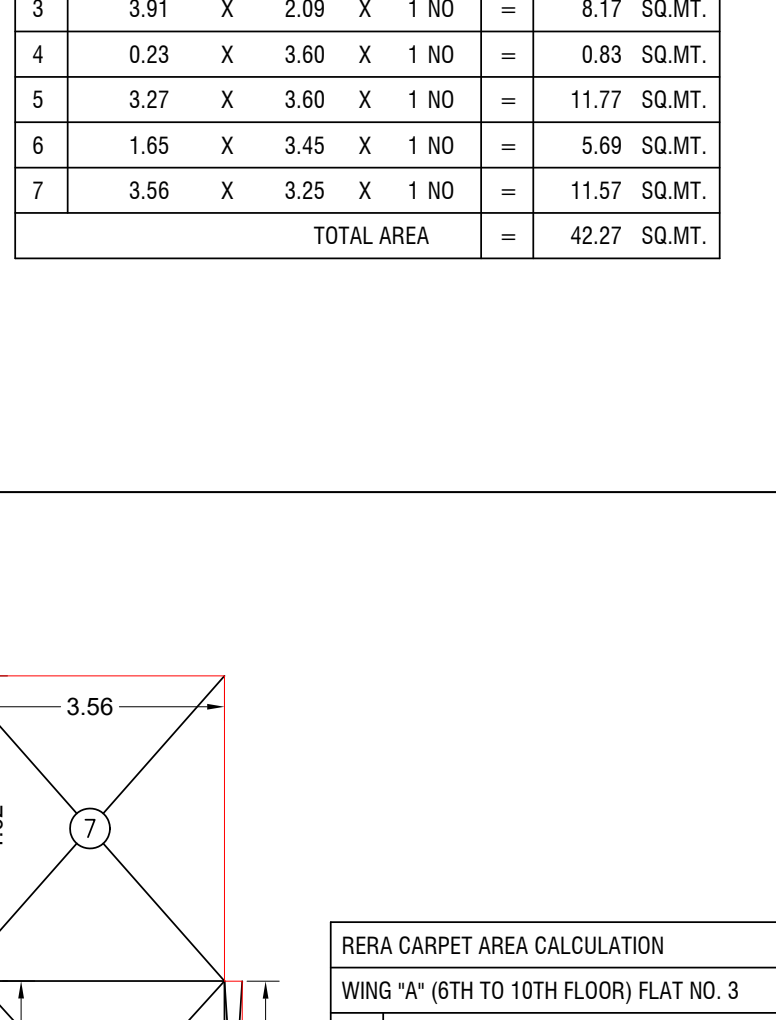 3 3.91 X 2.09 X 1 NO = 8.17 SQ.MT.
4 0.23 X 3.60 X 1 NO = 0.83 SQ.MT.
5 3.27 X 3.60 X 1 NO = 11.77 SQ.MT.
6 1.65 X 3.45 X 1 NO = 5.69 SQ.MT.
7 3.56 X 3.25 X 1 NO = 11.57 SQ.MT.
TOTAL AREA = 42.27 SQ.MT.
3.56
7
RERA CARPET AREA CALCULATION
WING "A" (6TH TO 10TH FLOOR) FLAT NO. 3